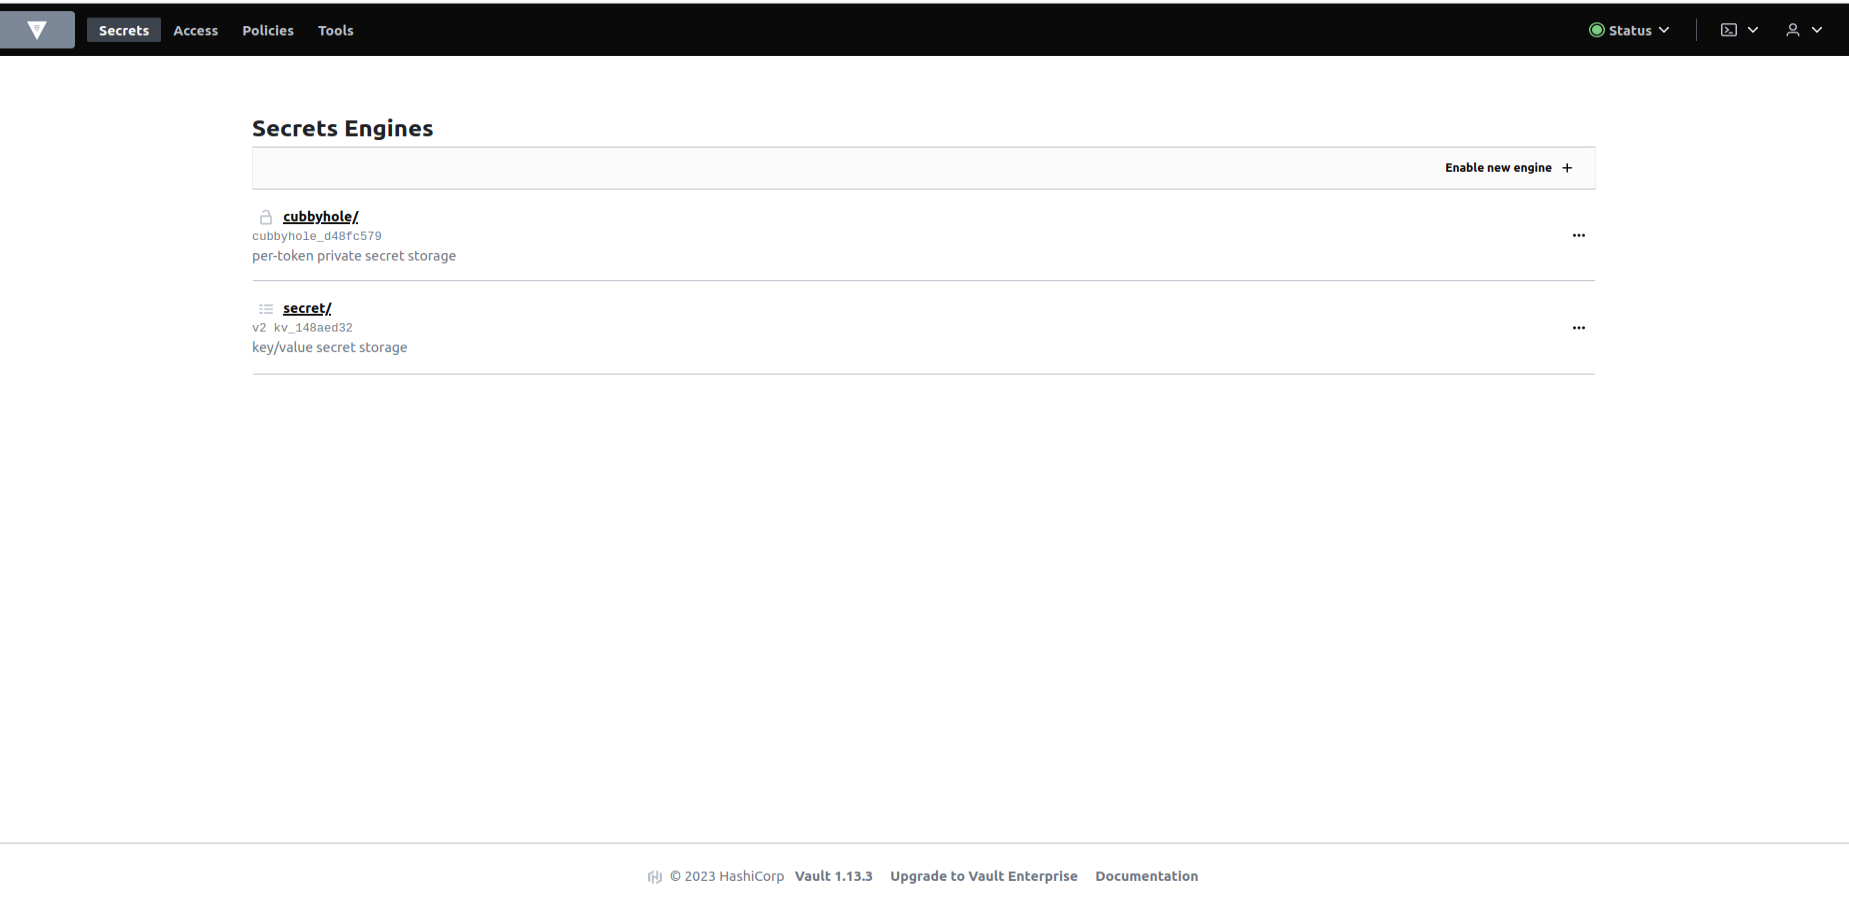 Secrets Access Policies Tools Status
Secrets Engines
Enable new engine
cubbyhole/
cubbyhole_d48fc579
per-token private secret storage
secret/
v2 kv_148aed32
key/value secret storage
© 2023 HashiCorp Vault 1.13.3 Upgrade to Vault Enterprise Documentation